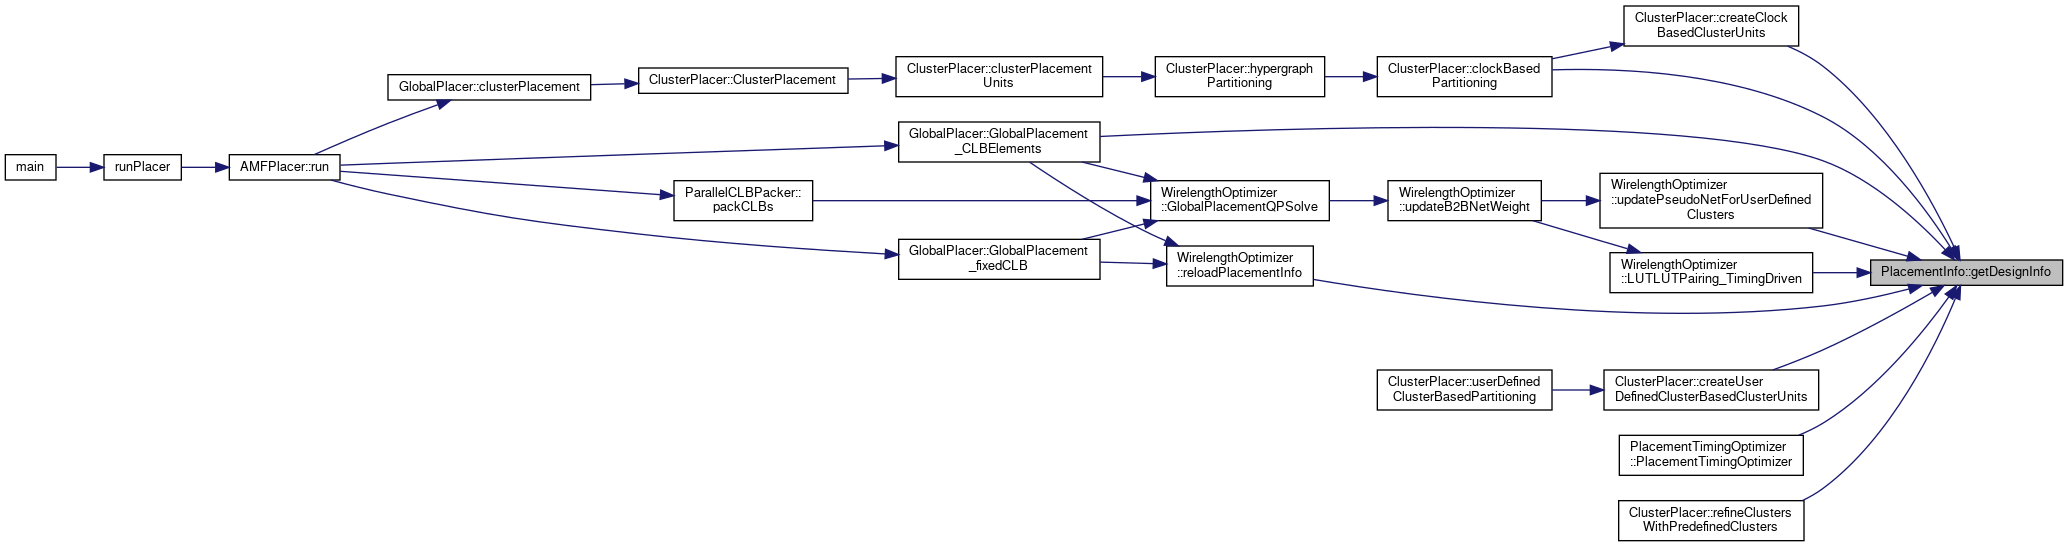 ClusterPlacer::createClock
BasedClusterUnits
ClusterPlacer::clusterPlacement
Units
ClusterPlacer::hypergraph
Partitioning
ClusterPlacer::clockBased
Partitioning
GlobalPlacer::clusterPlacement
ClusterPlacer::ClusterPlacement
GlobalPlacer::GlobalPlacement
_CLBElements
main
runPlacer
AMFPlacer::run
ParallelCLBPacker::
packCLBs
WirelengthOptimizer
::GlobalPlacementQPSolve
WirelengthOptimizer
::updateB2BNetWeight
WirelengthOptimizer
::updatePseudoNetForUserDefined
Clusters
GlobalPlacer::GlobalPlacement
_fixedCLB
WirelengthOptimizer
::reloadPlacementInfo
WirelengthOptimizer
::LUTLUTPairing_TimingDriven
PlacementInfo::getDesignInfo
ClusterPlacer::userDefined
ClusterBasedPartitioning
ClusterPlacer::createUser
DefinedClusterBasedClusterUnits
PlacementTimingOptimizer
::PlacementTimingOptimizer
ClusterPlacer::refineClusters
WithPredefinedClusters